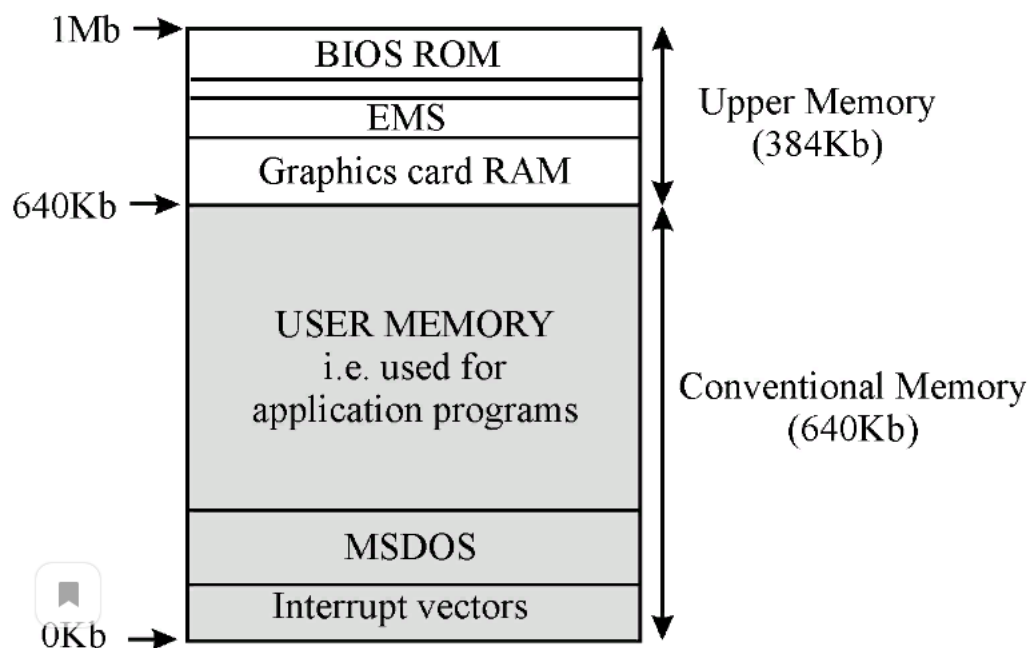 1Mb
BIOS ROM
EMS
Graphics card RAM
Upper Memory
(384Kb)
640Kb
USER MEMORY
i.e. used for
application programs
Conventional Memory
(640Kb)
MSDOS
Interrupt vectors
0Kb